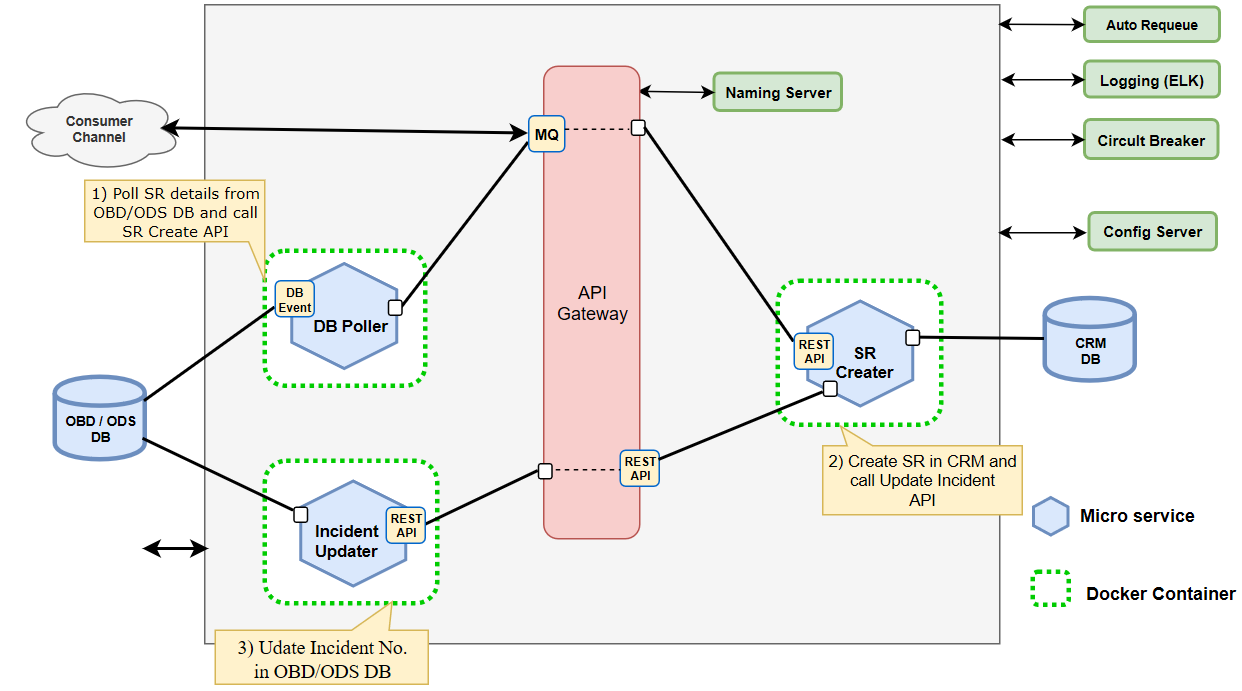 Auto Requeue
Logging (ELK)
Naming Server
Consumer
Channel
MQ
Circult Breaker
1) Poll SR details from
OBD/ODS DB and call
SR Create API
Config Server
DB
Event
DB Poller
API
Gateway
REST
API
SR
Creater
CRM
DB
OBD / ODS
DB
REST
API
2) Create SR in CRM and
call Update Incident
API
REST
API
Incident
Updater
Micro service
Docker Container
3) Udate Incident No.
in OBD/ODS DB